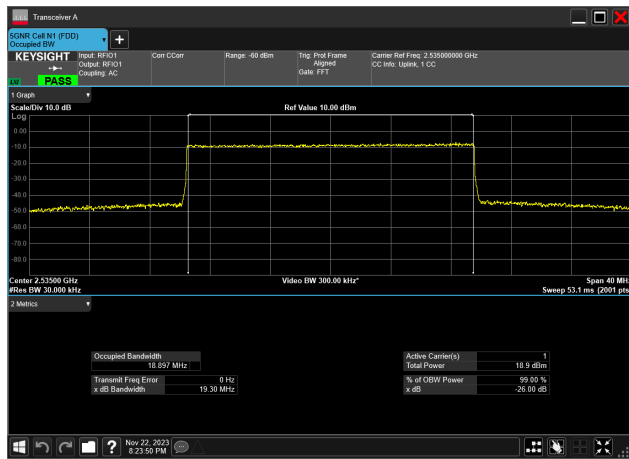 Transceiver A
5GNR Cell N1 (FDD)
Occupied BW
KEYSIGHT
PASS
Input: RFIO1
Output: RFIO1
Coupling: AC
Corr CCorr
Range: -60 dBm
Trig: Prot Frame
Aligned
Gate: FFT
Carrier Ref Freq: 2.535000000 GHz
CC Info: Uplink, 1 CC
1 Graph
Scale/Div 10.0 dB
Ref Value 10.00 dBm
Log
0.00
-10.0
-20.0
-30.0
-40.0
-50.0
-60.0
-70.0
-80.0
Center 2.53500 GHz
Video BW 300.00 kHz*
Span 40 MH
#Res BW 30.000 kHz
Sweep 53.1 ms (2001 pts
2 Metrics
Occupied Bandwidth
18.897 MHz
Transmit Freq Error 0 Hz
x dB Bandwidth 19.30 MHz
Active Carrier(s) 1
Total Power 18.9 dBm
% of OBW Power 99.00 %
x dB -26.00 dB
?
Nov 22, 2023
8:23:50 PM